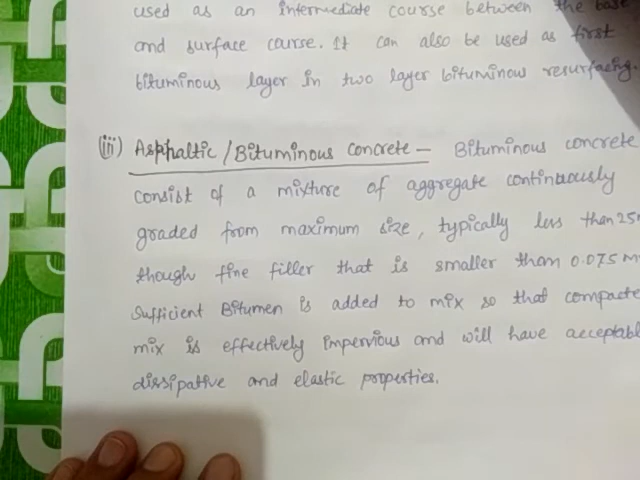 used as an intermediate course between the base
and surface course. It can also be used as first
bituminous layer in two layer bituminous resurfacing.
(iii) Asphaltic / Bituminous Concrete - Bituminous concrete
consist of a mixture of aggregate continuously
graded from maximum size, typically less than 25
though fine filler that is smaller than 0.075 m
Sufficient Bitumen is added to mix so that compacte
mix is effectively impervious and will have acceptabl
dissipative and elastic properties.